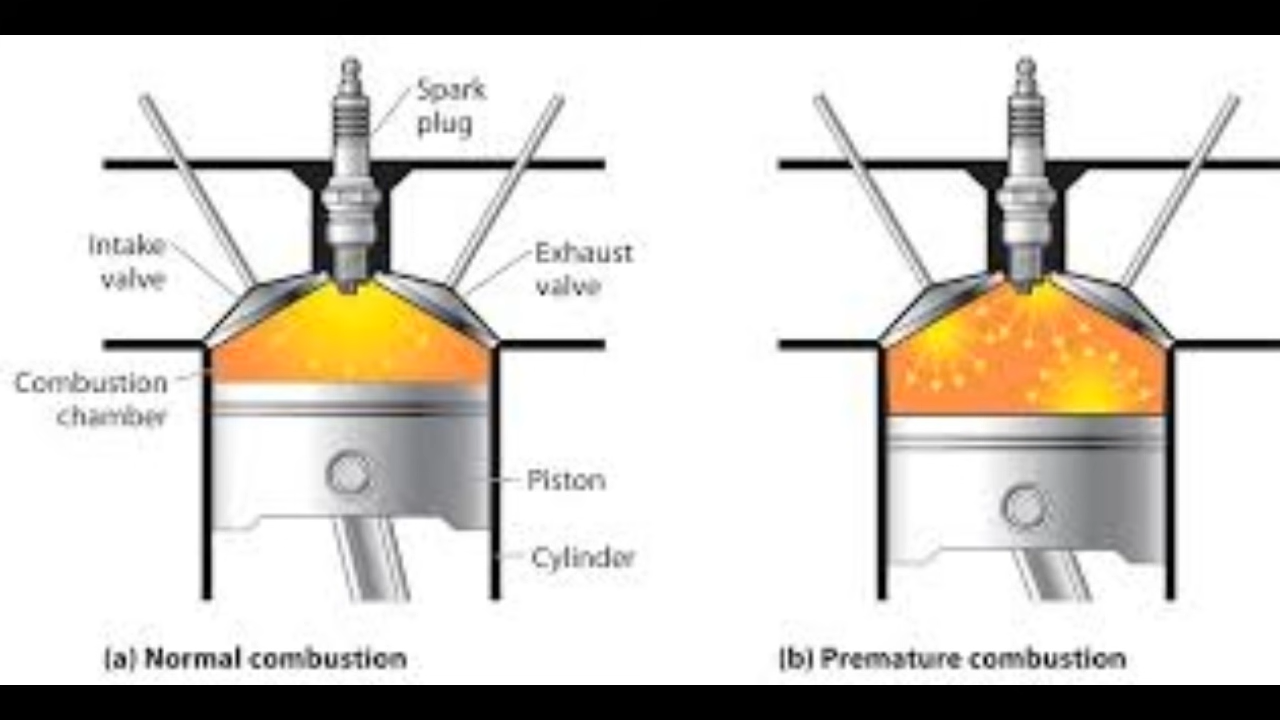 Spark
plug
Intake
valve
Exhaust
valve
Combustion
chamber
Piston
Cylinder
(a) Normal combustion
(b) Premature combustion